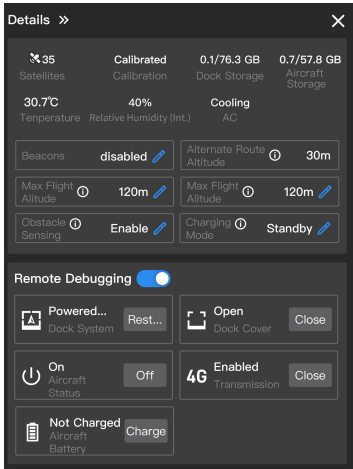 Details »
35
Calibrated
0.1/76.3 GB
0.7/57.8 GB
Satellites
Calibration
Dock Storage
Aircraft
Storage
30.7℃
40%
Cooling
Tenperature
Relative Humidity (Int.)
AC
Beacons
disabled
Alternate Route
Altitude
30m
Max Flight
Alitude
120m
Max Flight
Alitude
120m
Obstacle
Sensing
Enable
Charging
Mode
Standby
Remote Debugging
Powered...
Dock System
Rest...
Open
Dock Cover
Close
On
Aircraft
Status
Off
4G
Enabled
Transmission
Close
Not Charged
Aircraft
Battery
Charge